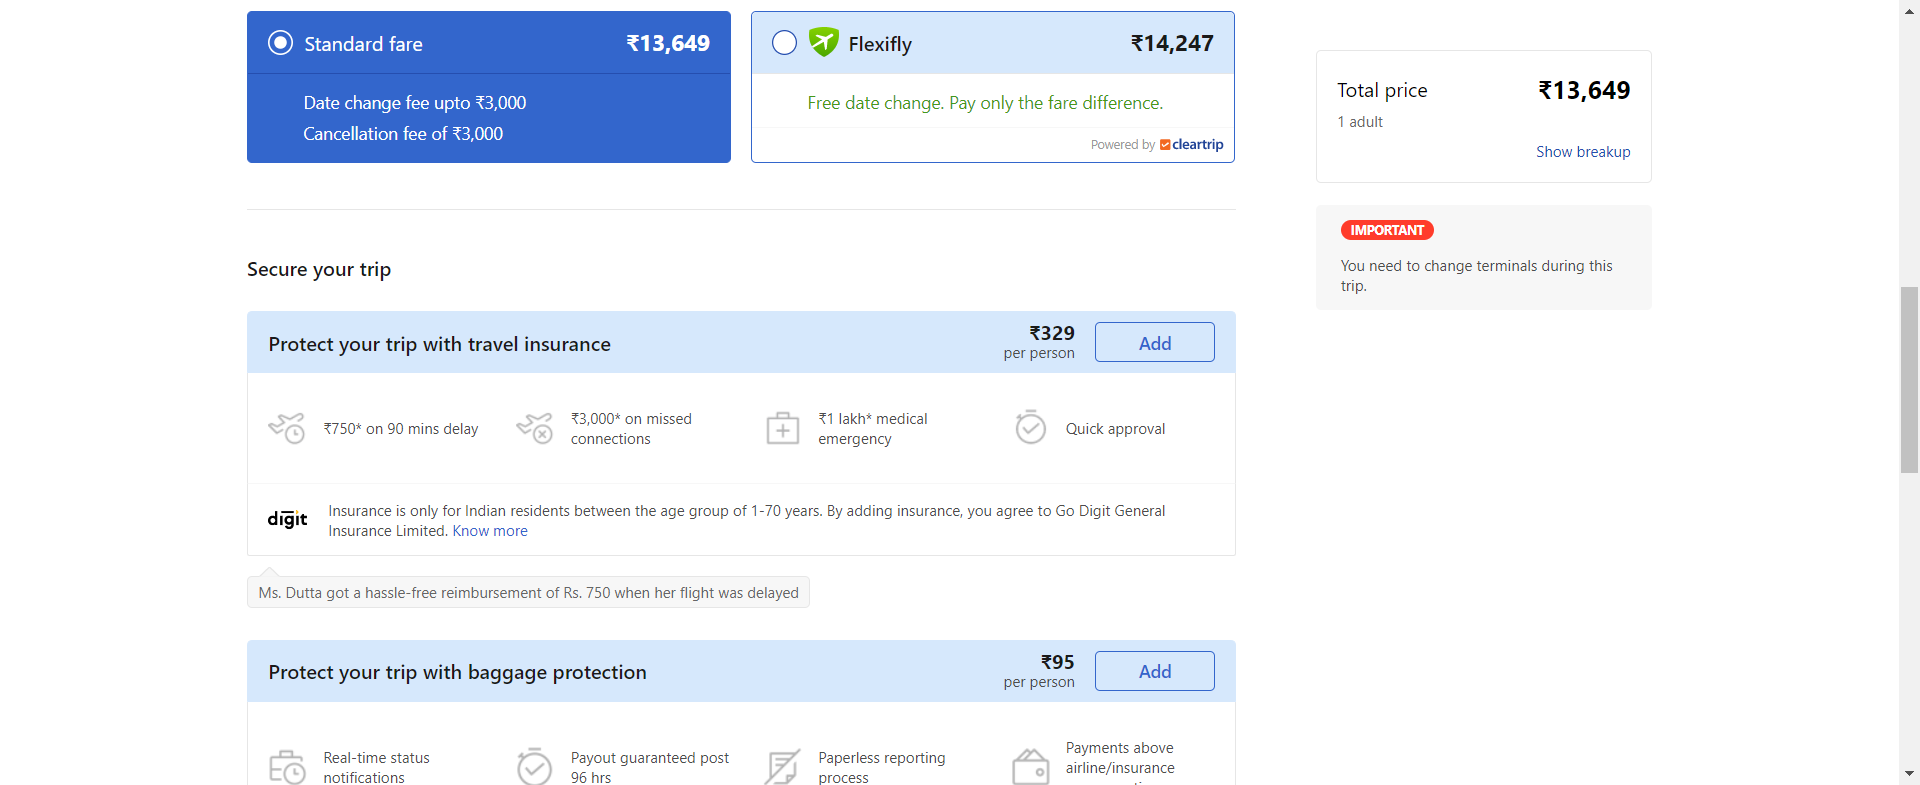 Standard fare ₹13,649
Date change fee upto ₹3,000
Cancellation fee of ₹3,000
Flexifly ₹14,247
Free date change. Pay only the fare difference.
Powered by cleartrip
Total price ₹13,649
1 adult
Show breakup
IMPORTANT
You need to change terminals during this
trip.
Secure your trip
Protect your trip with travel insurance
₹329
per person
Add
₹750* on 90 mins delay
₹3,000* on missed
connections
₹1 lakh* medical
emergency
Quick approval
digit
Insurance is only for Indian residents between the age group of 1-70 years. By adding insurance, you agree to Go Digit General
Insurance Limited. Know more
Ms. Dutta got a hassle-free reimbursement of Rs. 750 when her flight was delayed
Protect your trip with baggage protection
₹95
per person
Add
Real-time status
notifications
Payout guaranteed post
96 hrs
Paperless reporting
process
Payments above
airline/insurance